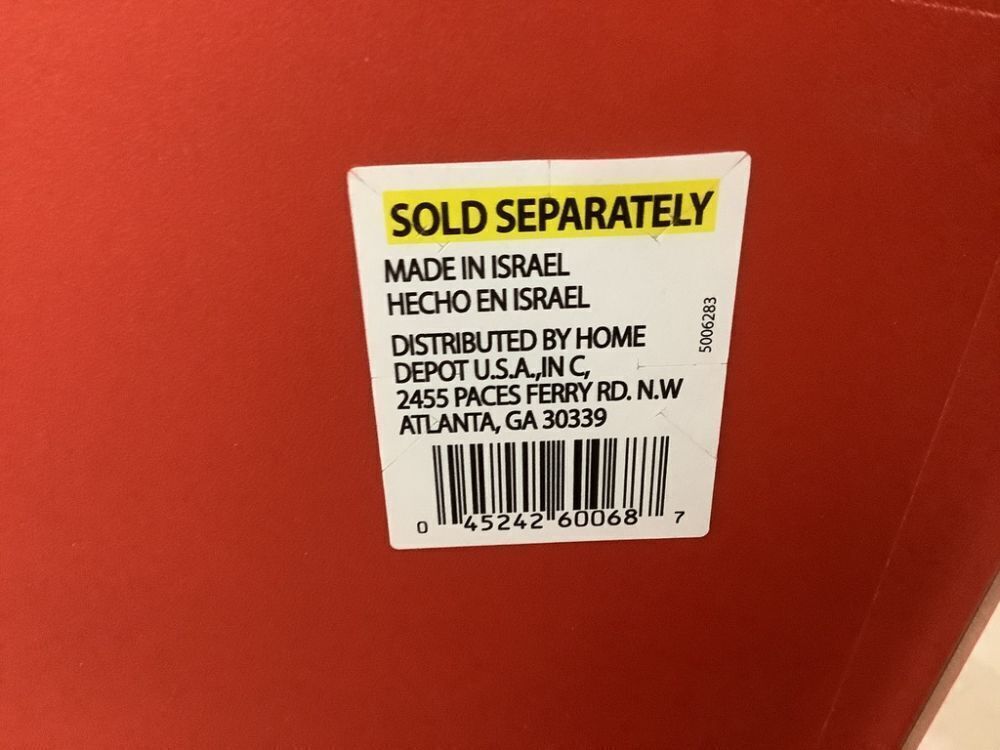 SOLD SEPARATELY
MADE IN ISRAEL
HECHO EN ISRAEL
DISTRIBUTED BY HOME
DEPOT U.S.A.,IN C,
2455 PACES FERRY RD. N.W
ATLANTA, GA 30339
5006283
0 45242 60068 7